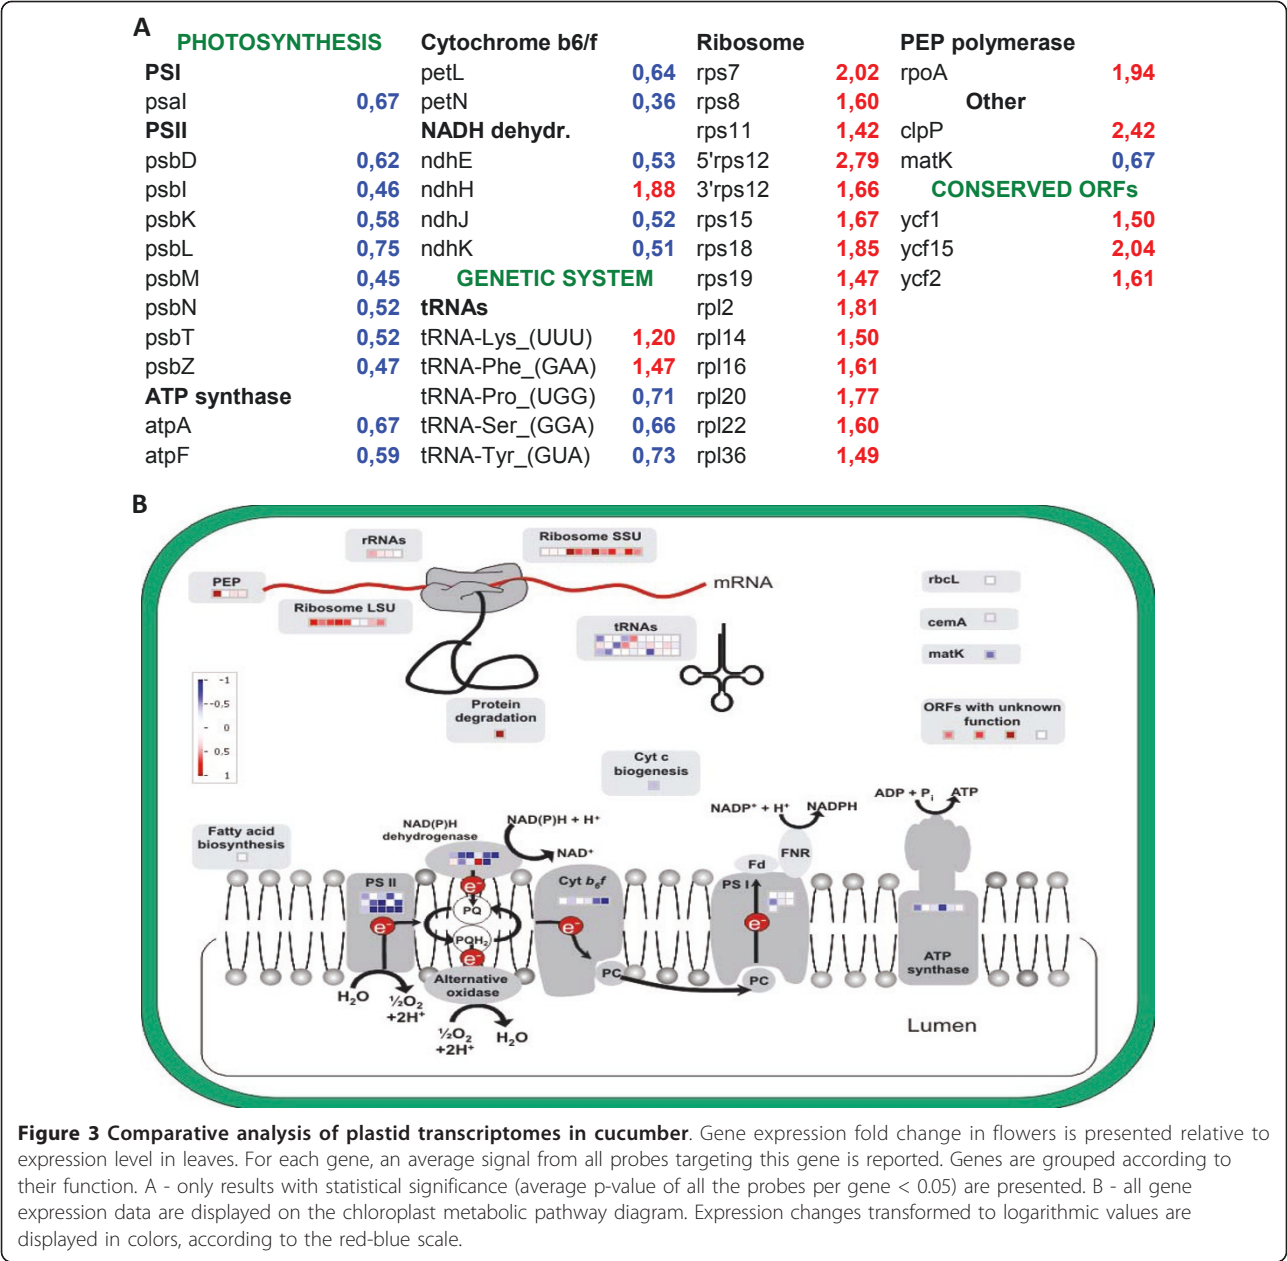 A
PHOTOSYNTHESIS
PSI
psaI 0,67
PSII
psbD 0,62
psbI 0,46
psbK 0,58
psbL 0,75
psbM 0,45
psbN 0,52
psbT 0,52
psbZ 0,47
ATP synthase
atpA 0,67
atpF 0,59
Cytochrome b6/f
petL 0,64
petN 0,36
NADH dehydr.
ndhE 0,53
ndhH 1,88
ndhJ 0,52
ndhK 0,51
GENETIC SYSTEM
tRNAs
tRNA-Lys_(UUU) 1,20
tRNA-Phe_(GAA) 1,47
tRNA-Pro_(UGG) 0,71
tRNA-Ser_(GGA) 0,66
tRNA-Tyr_(GUA) 0,73
Ribosome
rps7 2,02
rps8 1,60
rps11 1,42
5'rps12 2,79
3'rps12 1,66
rps15 1,67
rps18 1,85
rps19 1,47
rpl2 1,81
rpl14 1,50
rpl16 1,61
rpl20 1,77
rpl22 1,60
rpl36 1,49
PEP polymerase
rpoA 1,94
Other
clpP 2,42
matK 0,67
CONSERVED ORFs
ycf1 1,50
ycf15 2,04
ycf2 1,61
B
rRNAs
Ribosome SSU
PEP
mRNA
Ribosome LSU
tRNAs
rbcL
cemA
matK
-1
-0,5
0
0,5
1
Protein
degradation
ORFs with unknown
function
Cyt c
biogenesis
Fatty acid
biosynthesis
NAD(P)H
dehydrogenase
NAD(P)H + H⁺
NAD⁺
NADP⁺ + H⁺
NADPH
ADP + Pᵢ
ATP
FNR
Fd
PS II
Cyt b₆f
PS I
e⁻
PQ
e⁻
e⁻
e⁻
PQH₂
e⁻
PC
PC
Alternative
oxidase
ATP
synthase
H₂O
½O₂
+2H⁺
½O₂
+2H⁺
H₂O
Lumen
Figure 3 Comparative analysis of plastid transcriptomes in cucumber. Gene expression fold change in flowers is presented relative to
expression level in leaves. For each gene, an average signal from all probes targeting this gene is reported. Genes are grouped according to
their function. A - only results with statistical significance (average p-value of all the probes per gene < 0.05) are presented. B - all gene
expression data are displayed on the chloroplast metabolic pathway diagram. Expression changes transformed to logarithmic values are
displayed in colors, according to the red-blue scale.